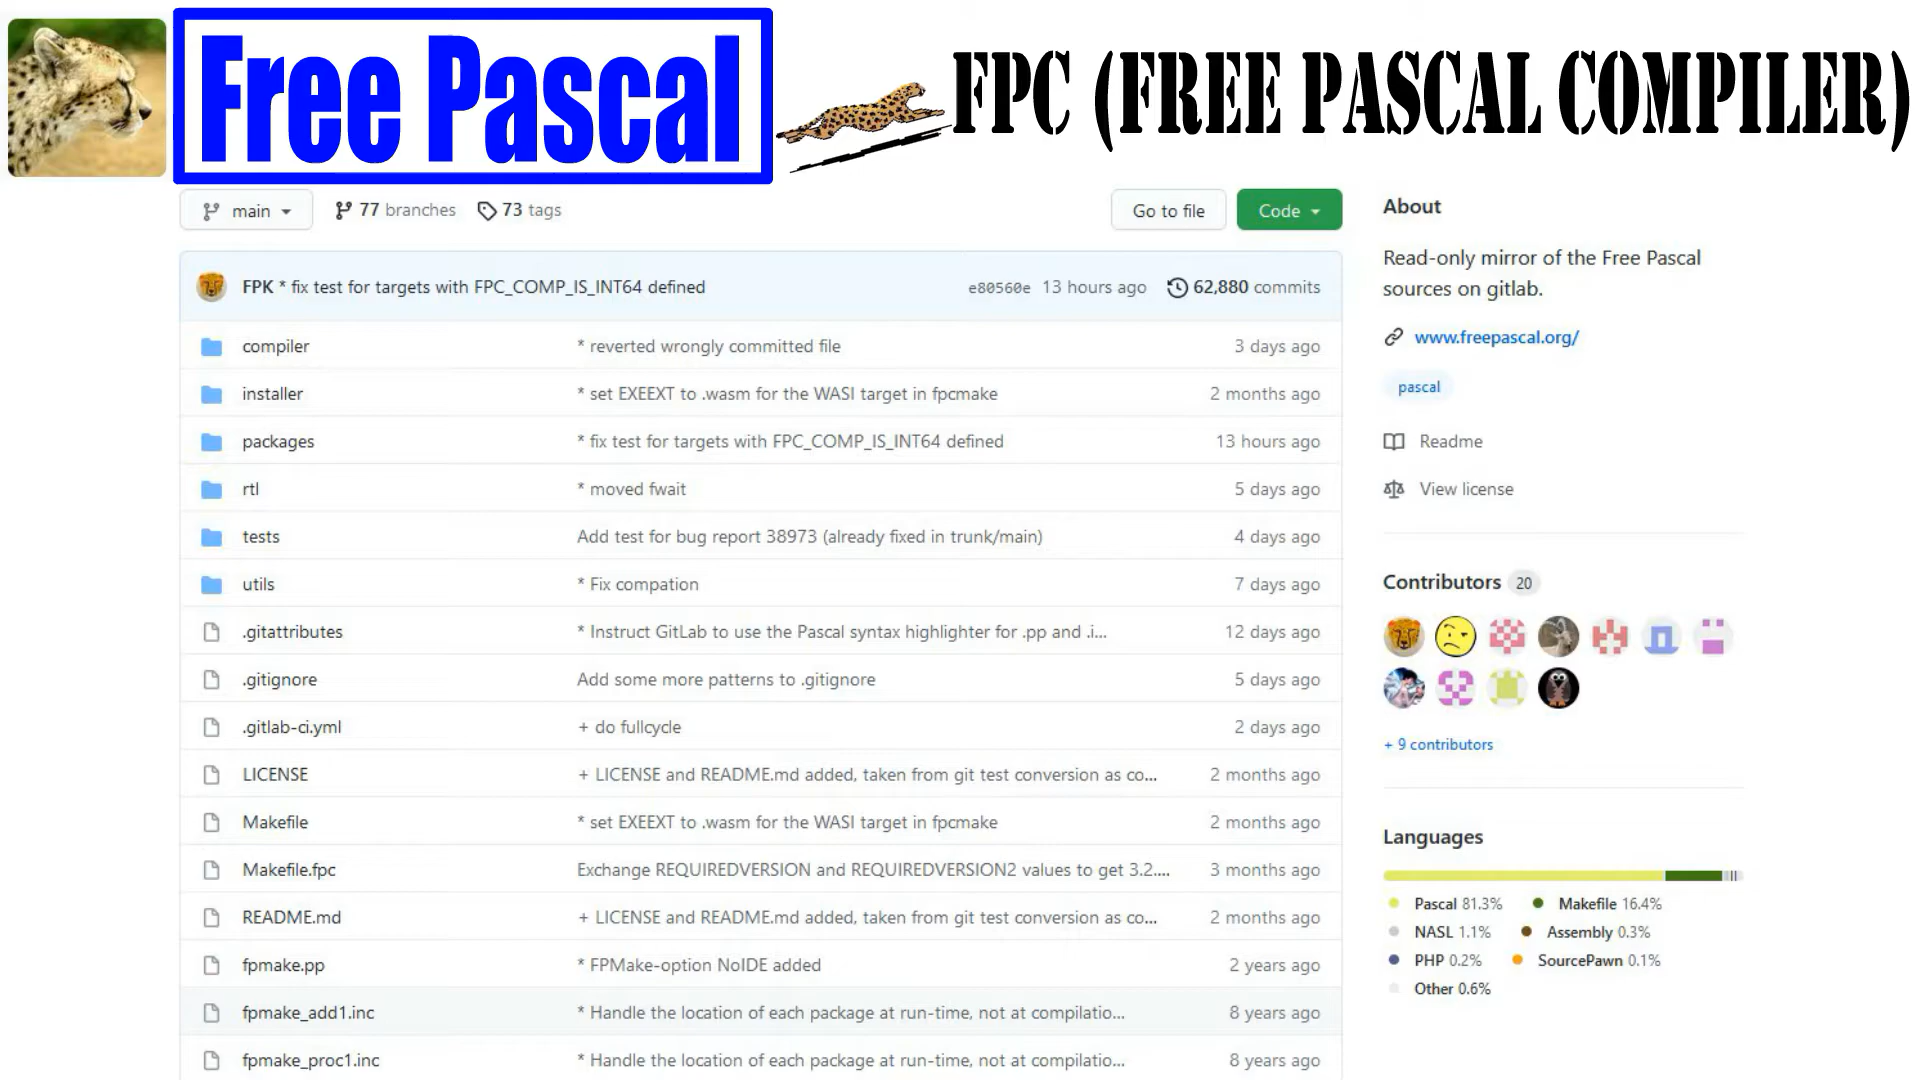 Free Pascal
FPC (FREE PASCAL COMPILER)
main 77 branches 73 tags Go to file Code
FPK * fix test for targets with FPC_COMP_IS_INT64 defined e80560e 13 hours ago 62,880 commits
compiler * reverted wrongly committed file 3 days ago
installer * set EXEEXT to .wasm for the WASI target in fpcmake 2 months ago
packages * fix test for targets with FPC_COMP_IS_INT64 defined 13 hours ago
rtl * moved fwait 5 days ago
tests Add test for bug report 38973 (already fixed in trunk/main) 4 days ago
utils * Fix compation 7 days ago
.gitattributes * Instruct GitLab to use the Pascal syntax highlighter for .pp and .i... 12 days ago
.gitignore Add some more patterns to .gitignore 5 days ago
.gitlab-ci.yml + do fullcycle 2 days ago
LICENSE + LICENSE and README.md added, taken from git test conversion as co... 2 months ago
Makefile * set EXEEXT to .wasm for the WASI target in fpcmake 2 months ago
Makefile.fpc Exchange REQUIREDVERSION and REQUIREDVERSION2 values to get 3.2.... 3 months ago
README.md + LICENSE and README.md added, taken from git test conversion as co... 2 months ago
fpmake.pp * FPMake-option NoIDE added 2 years ago
fpmake_add1.inc * Handle the location of each package at run-time, not at compilatio... 8 years ago
fpmake_proc1.inc * Handle the location of each package at run-time, not at compilatio... 8 years ago
About
Read-only mirror of the Free Pascal
sources on gitlab.
www.freepascal.org/
pascal
Readme
View license
Contributors 20
+ 9 contributors
Languages
Pascal 81.3% Makefile 16.4%
NASL 1.1% Assembly 0.3%
PHP 0.2% SourcePawn 0.1%
Other 0.6%